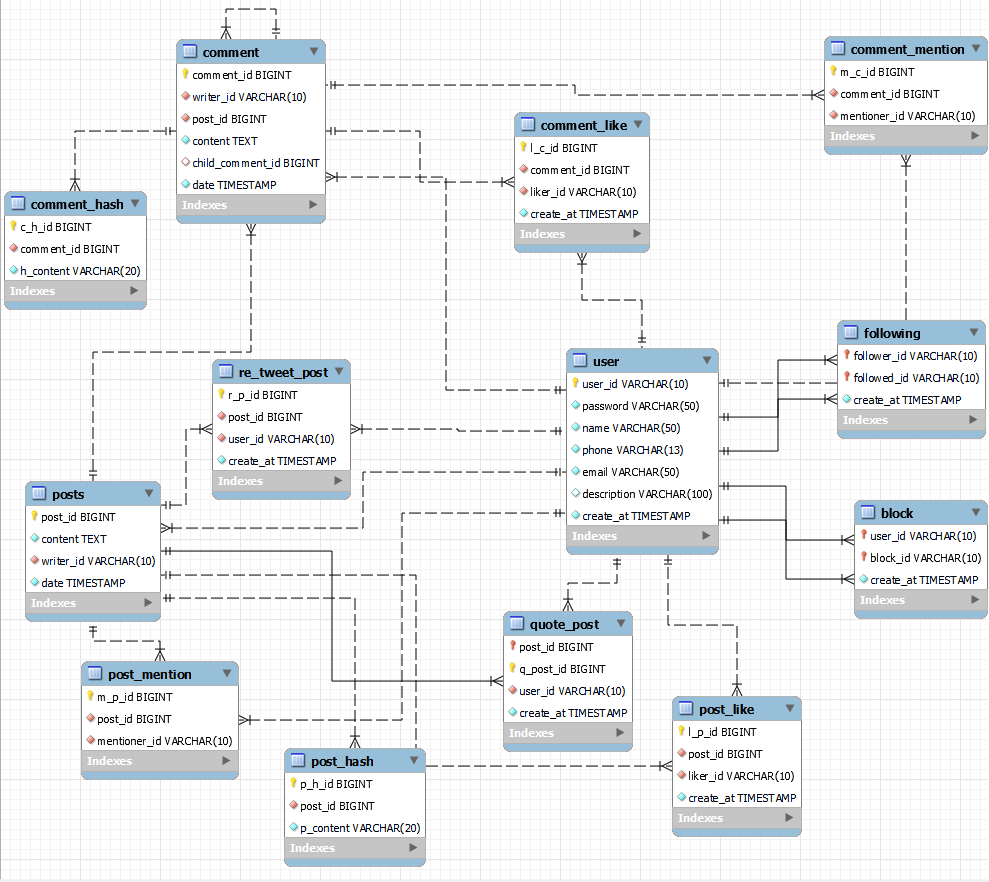 comment
comment_id BIGINT
writer_id VARCHAR(10)
post_id BIGINT
content TEXT
child_comment_id BIGINT
date TIMESTAMP
Indexes
comment_mention
m_c_id BIGINT
comment_id BIGINT
mentioner_id VARCHAR(10)
Indexes
comment_like
l_c_id BIGINT
comment_id BIGINT
liker_id VARCHAR(10)
create_at TIMESTAMP
Indexes
comment_hash
c_h_id BIGINT
comment_id BIGINT
h_content VARCHAR(20)
Indexes
following
follower_id VARCHAR(10)
followed_id VARCHAR(10)
create_at TIMESTAMP
Indexes
user
user_id VARCHAR(10)
password VARCHAR(50)
name VARCHAR(50)
phone VARCHAR(13)
email VARCHAR(50)
description VARCHAR(100)
create_at TIMESTAMP
Indexes
re_tweet_post
r_p_id BIGINT
post_id BIGINT
user_id VARCHAR(10)
create_at TIMESTAMP
Indexes
posts
post_id BIGINT
content TEXT
writer_id VARCHAR(10)
date TIMESTAMP
Indexes
block
user_id VARCHAR(10)
block_id VARCHAR(10)
create_at TIMESTAMP
Indexes
quote_post
post_id BIGINT
q_post_id BIGINT
user_id VARCHAR(10)
create_at TIMESTAMP
Indexes
post_mention
m_p_id BIGINT
post_id BIGINT
mentioner_id VARCHAR(10)
Indexes
post_like
l_p_id BIGINT
post_id BIGINT
liker_id VARCHAR(10)
create_at TIMESTAMP
Indexes
post_hash
p_h_id BIGINT
post_id BIGINT
p_content VARCHAR(20)
Indexes